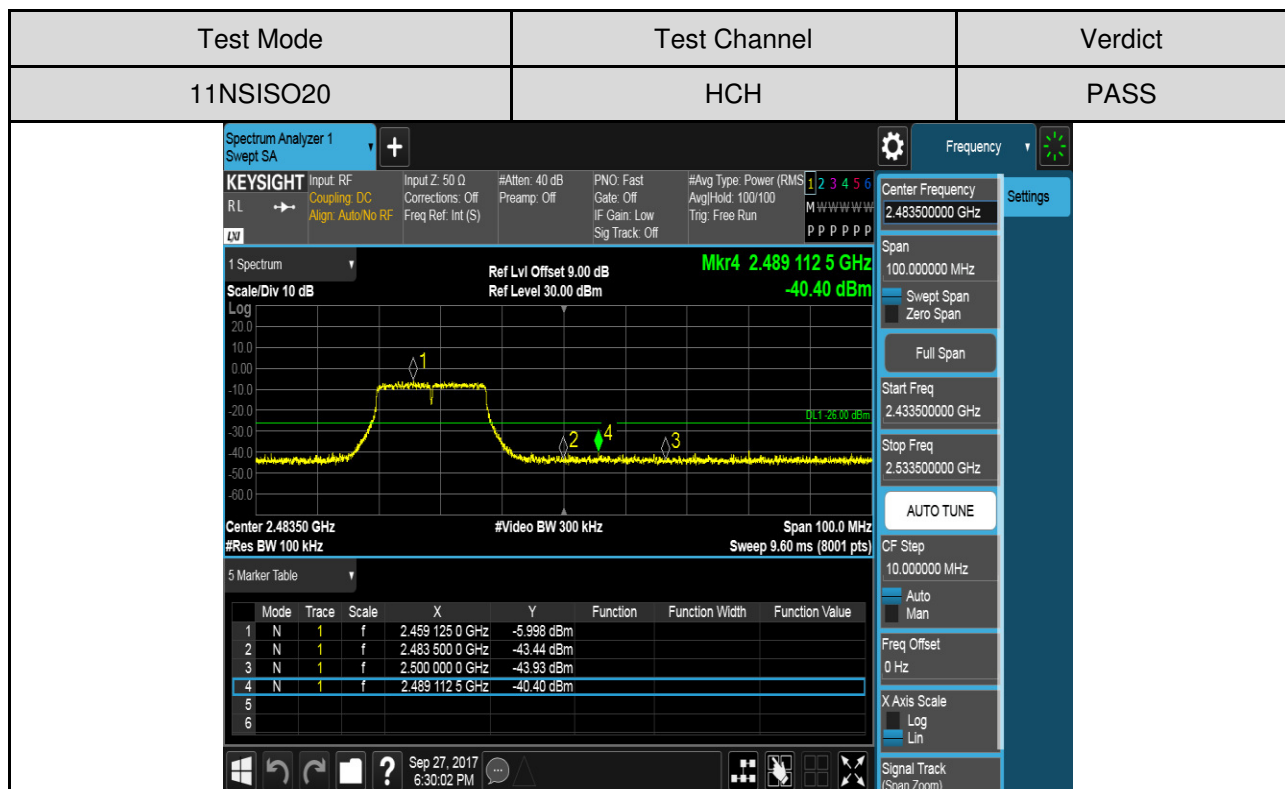 Test Mode Test Channel Verdict
11NSISO20 HCH PASS
Spectrum Analyzer 1
Swept SA
+
Frequency
KEYSIGHT Input: RF Input Z: 50 Ω #Atten: 40 dB PNO: Fast #Avg Type: Power (RMS 1 2 3 4 5 6
RL Coupling: DC Corrections: Off Preamp: Off Gate: Off Avg|Hold: 100/100 M W W W W W
Align: Auto/No RF Freq Ref: Int (S) IF Gain: Low Trig: Free Run
LXI Sig Track: Off P P P P P P
1 Spectrum
Ref Lvl Offset 9.00 dB Mkr4 2.489 112 5 GHz
Scale/Div 10 dB Ref Level 30.00 dBm -40.40 dBm
Log
20.0
10.0
0.00
-10.0
-20.0
-30.0
-40.0
-50.0
-60.0
1
2
4
3
DL1 -26.00 dBm
Center 2.48350 GHz #Video BW 300 kHz Span 100.0 MHz
#Res BW 100 kHz Sweep 9.60 ms (8001 pts)
5 Marker Table
Mode Trace Scale X Y Function Function Width Function Value
1 N 1 f 2.459 125 0 GHz -5.998 dBm
2 N 1 f 2.483 500 0 GHz -43.44 dBm
3 N 1 f 2.500 000 0 GHz -43.93 dBm
4 N 1 f 2.489 112 5 GHz -40.40 dBm
5
6
?
Sep 27, 2017
6:30:02 PM
Center Frequency
2.483500000 GHz
Settings
Span
100.000000 MHz
Swept Span
Zero Span
Full Span
Start Freq
2.433500000 GHz
Stop Freq
2.533500000 GHz
AUTO TUNE
CF Step
10.000000 MHz
Auto
Man
Freq Offset
0 Hz
X Axis Scale
Log
Lin
Signal Track
(Span Zoom)